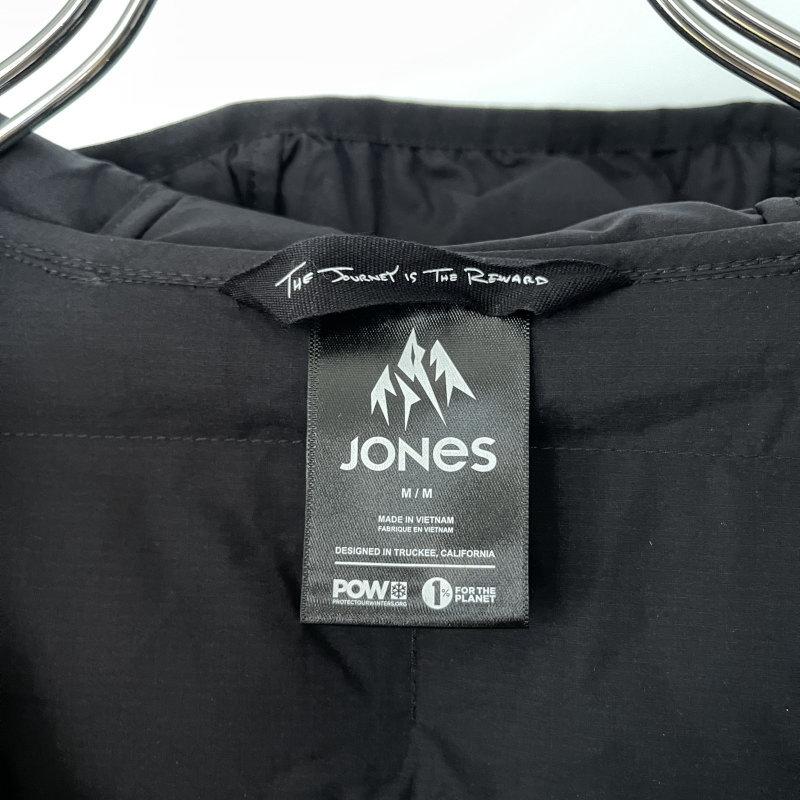 THE JOURNEY IS THE REWARD
JONES
M / M
MADE IN VIETNAM
FABRIQUE EN VIETNAM
DESIGNED IN TRUCKEE, CALIFORNIA
POW
PROTECTOURWINTERS.ORG
1%
FOR THE
PLANET